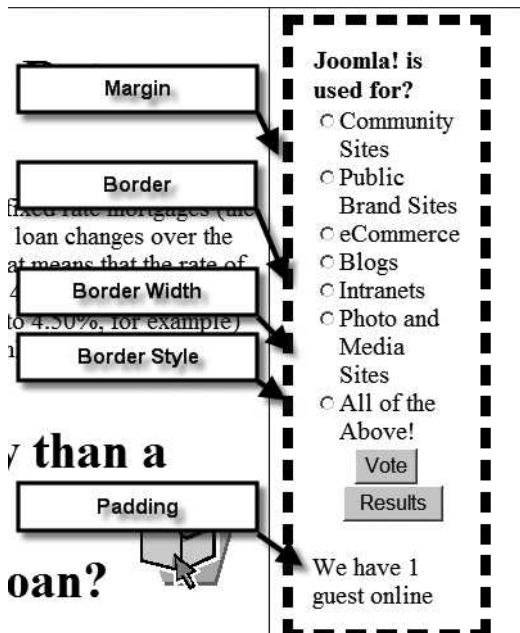 Margin
Border
fixed rate mortgages (the
loan changes over the
at means that the rate of
Border Width
to 4.50%, for example)
Border Style
y than a
Padding
oan?
Joomla! is
used for?
Community
Sites
Public
Brand Sites
eCommerce
Blogs
Intranets
Photo and
Media
Sites
All of the
Above!
Vote
Results
We have 1
guest online